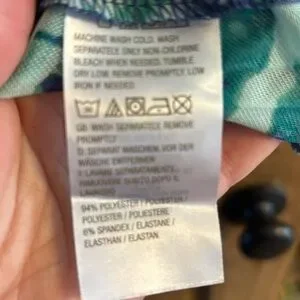 MACHINE WASH COLD. WASH
SEPARATELY ONLY NON-CHLORINE
BLEACH WHEN NEEDED. TUMBLE
DRY LOW. REMOVE PROMPTLY. LOW
IRON IF NEEDED
GB: WASH SEPARATELY REMOVE
PROMPTLY
D: SEPARAT WASCHEN, VOR DER
WÄSCHE ENTFERNEN
I: LAVARE SEPARATAMENTE.
RIMUOVERE SUBITO DOPO IL
LAVAGGIO
94% POLYESTER / POLYESTER /
POLYESTER / POLIESTERE
6% SPANDEX / ELASTANE /
ELASTHAN / ELASTAN